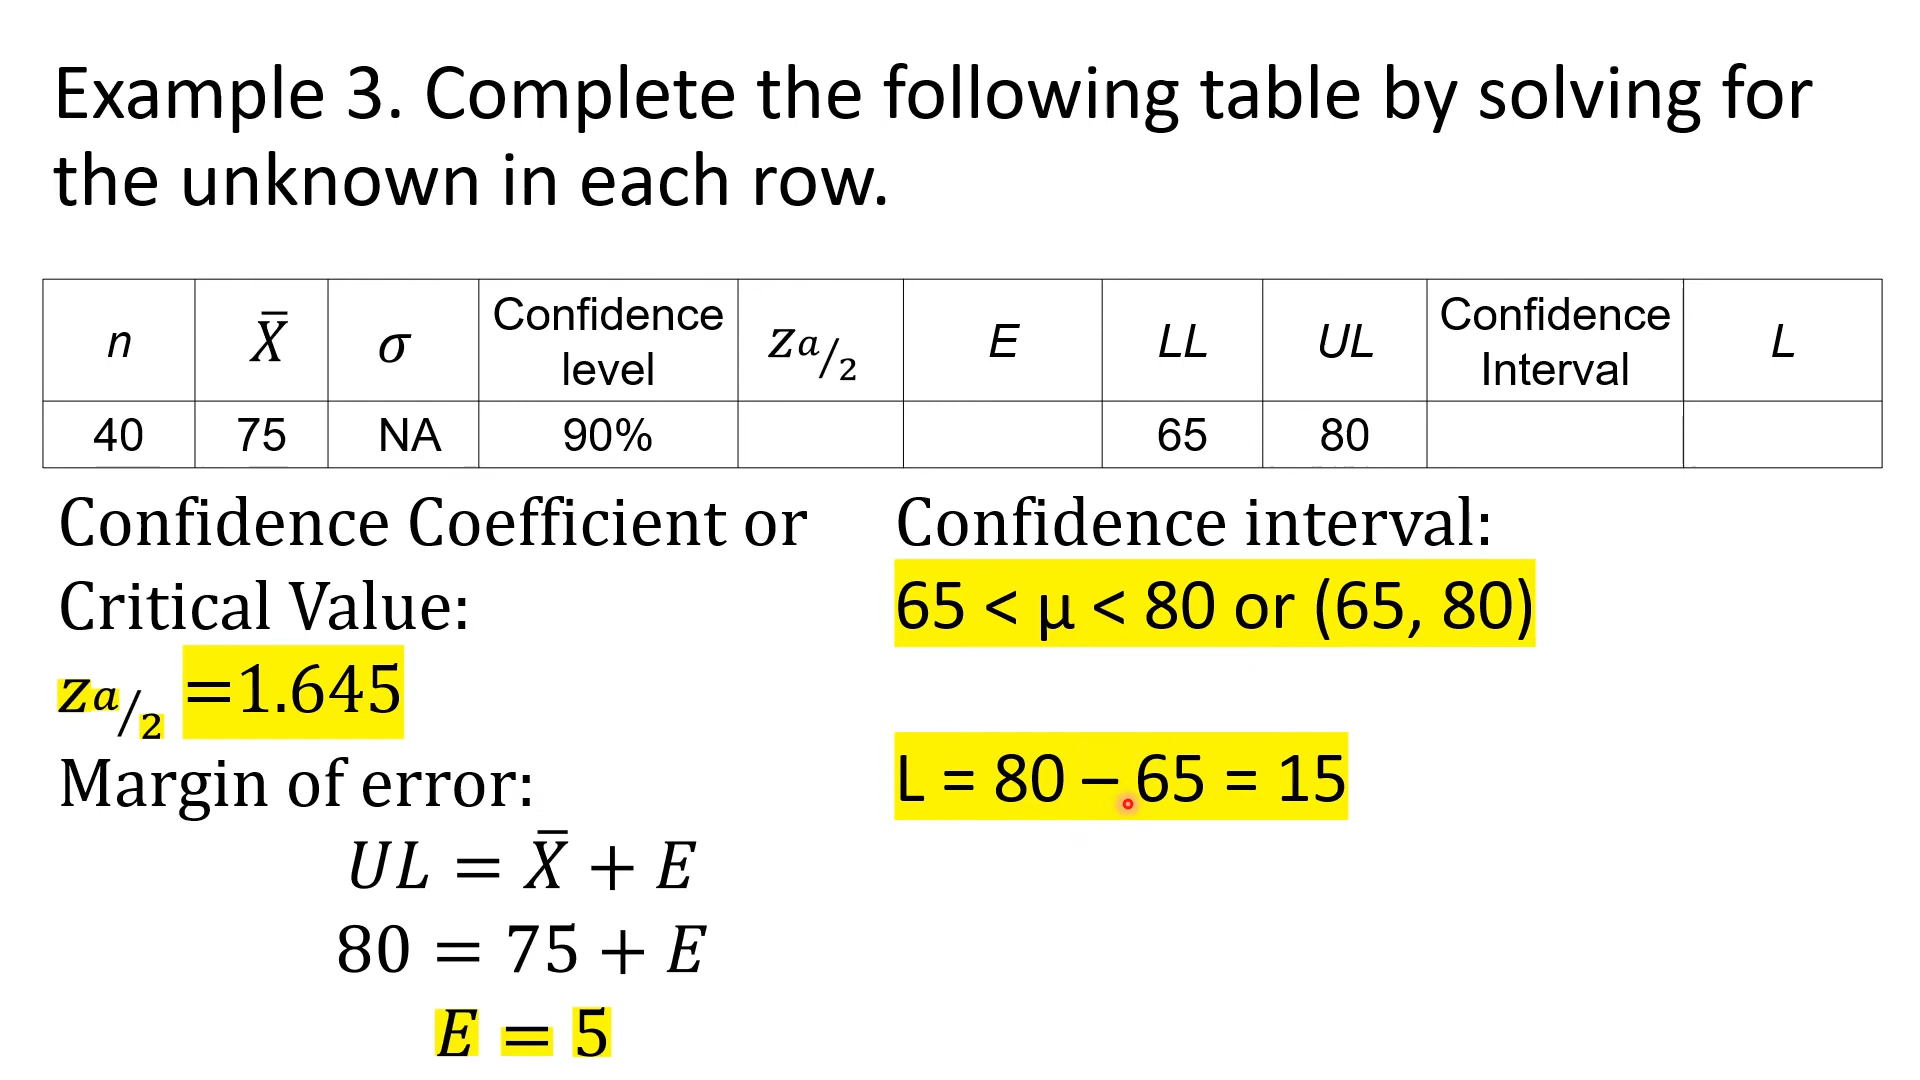 Example 3. Complete the following table by solving for
the unknown in each row.
n X̅ σ Confidence level zα/2 E LL UL Confidence Interval L
40 75 NA 90% 65 80
Confidence Coefficient or
Critical Value:
zα/2 =1.645
Margin of error:
UL = X̅ + E
80 = 75 + E
E = 5
Confidence interval:
65 < μ < 80 or (65, 80)
L = 80 – 65 = 15